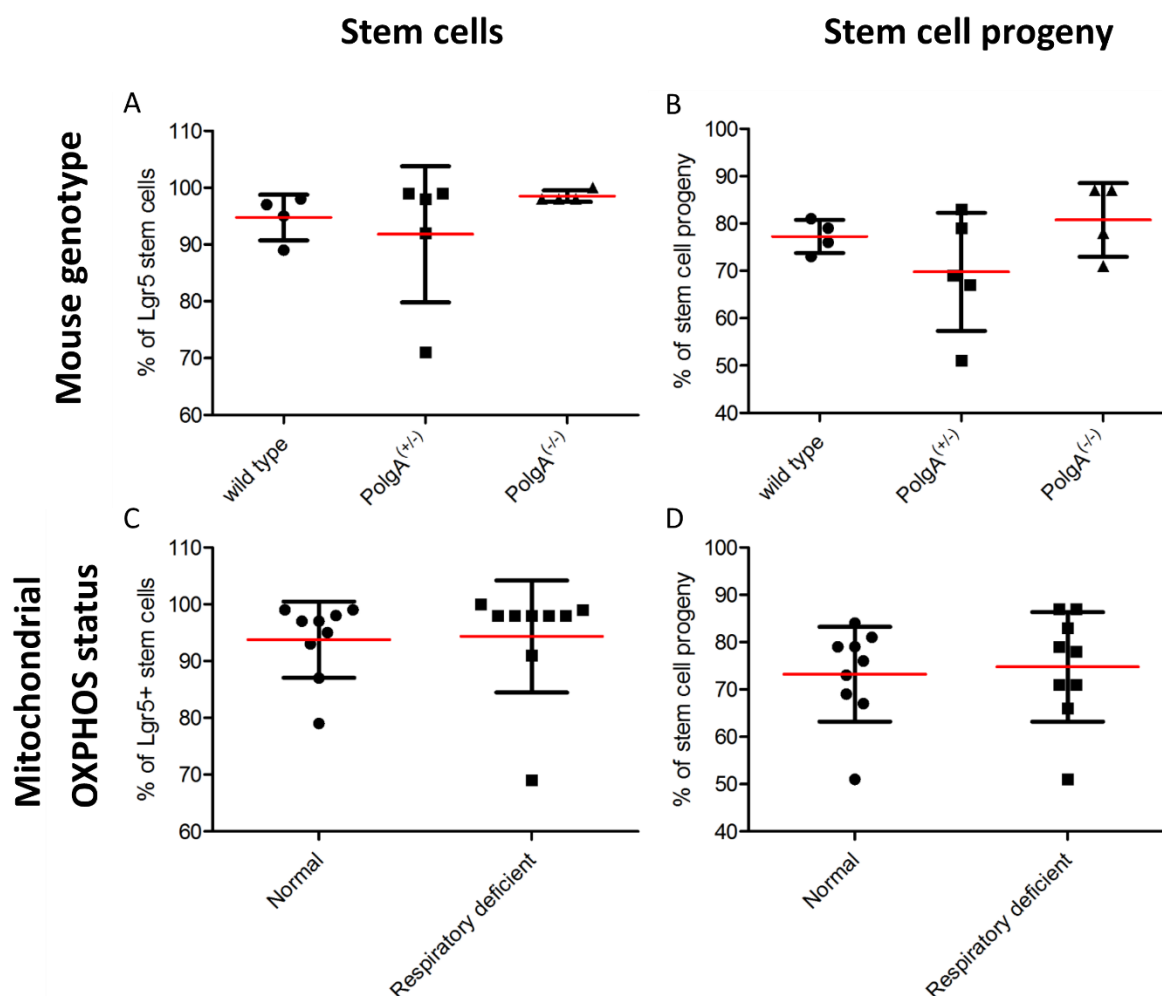 Stem cells
Stem cell progeny
Mouse genotype
A
% of Lgr5 stem cells
110
100
90
80
70
60
wild type
PolgA(+/-)
PolgA(-/-)
B
% of stem cell progeny
100
90
80
70
60
50
40
wild type
PolgA(+/-)
PolgA(-/-)
Mitochondrial
OXPHOS status
C
% of Lgr5+ stem cells
110
100
90
80
70
60
Normal
Respiratory deficient
D
% of stem cell progeny
100
90
80
70
60
50
40
Normal
Respiratory deficient